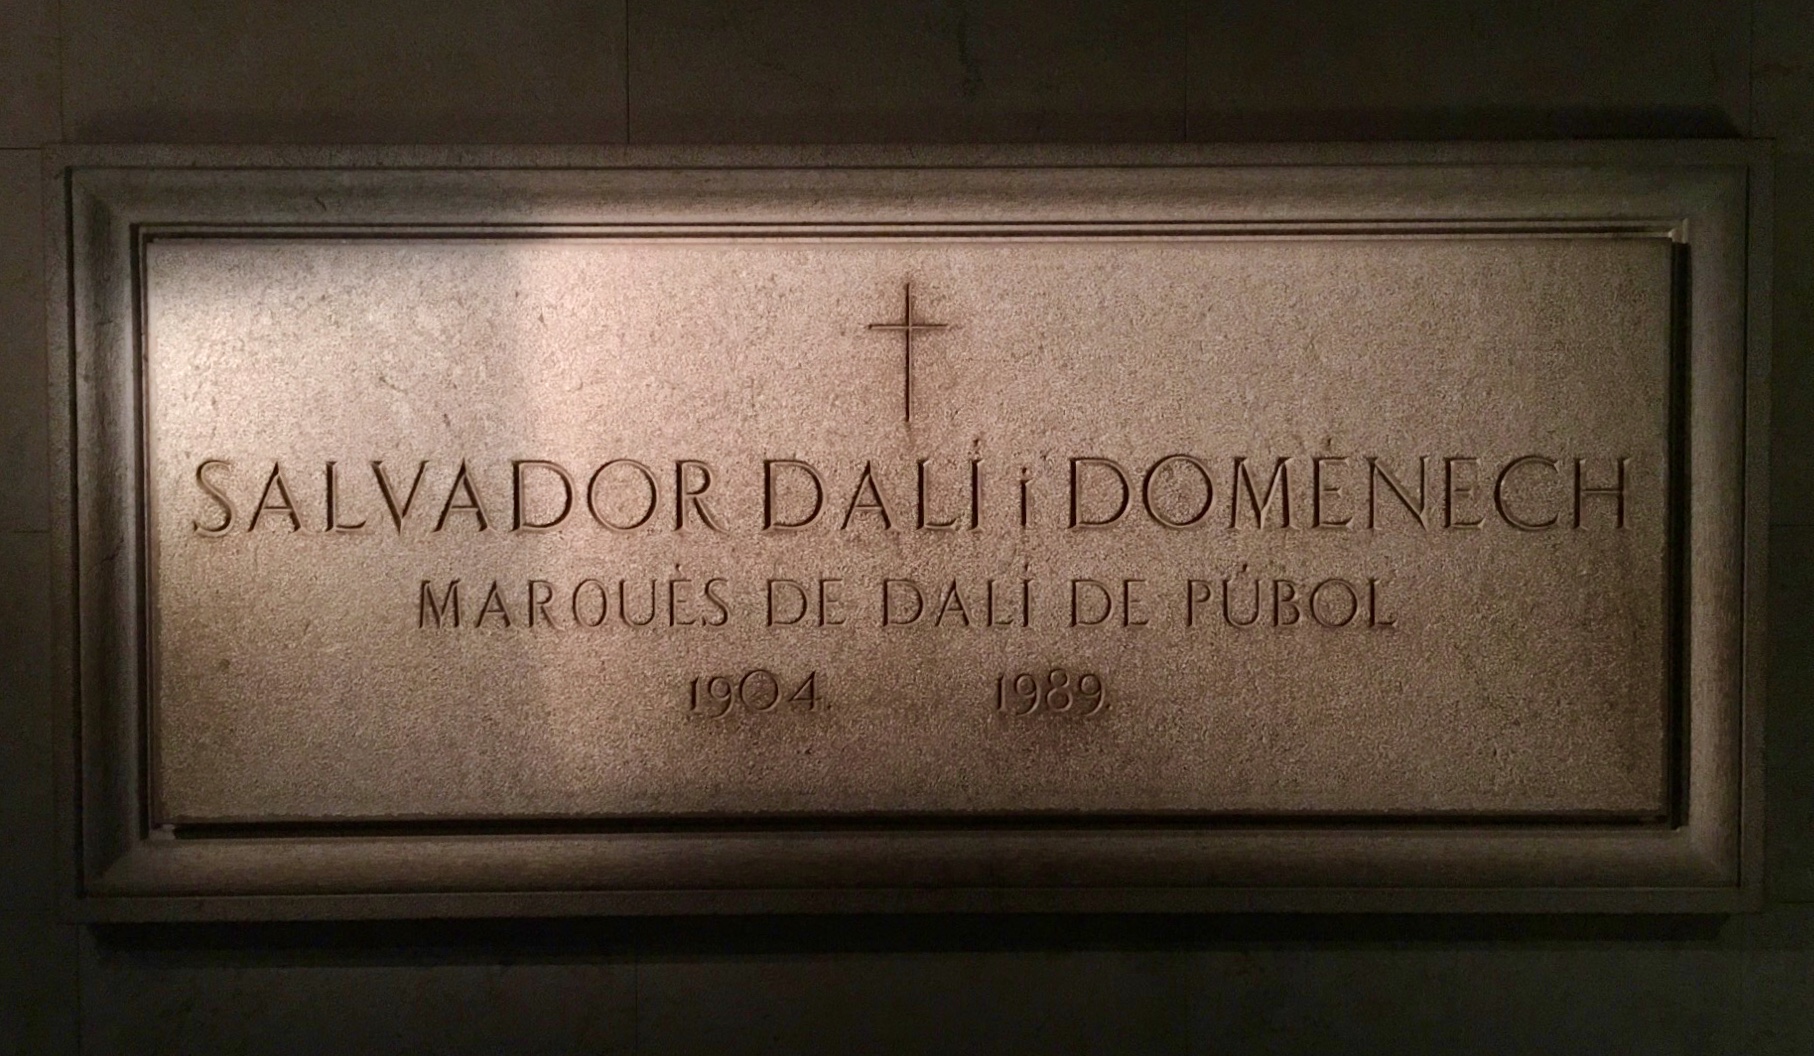 SALVADOR DALÍ i DOMÈNECH
MARQUÈS DE DALÍ DE PÚBOL
1904. 1989.